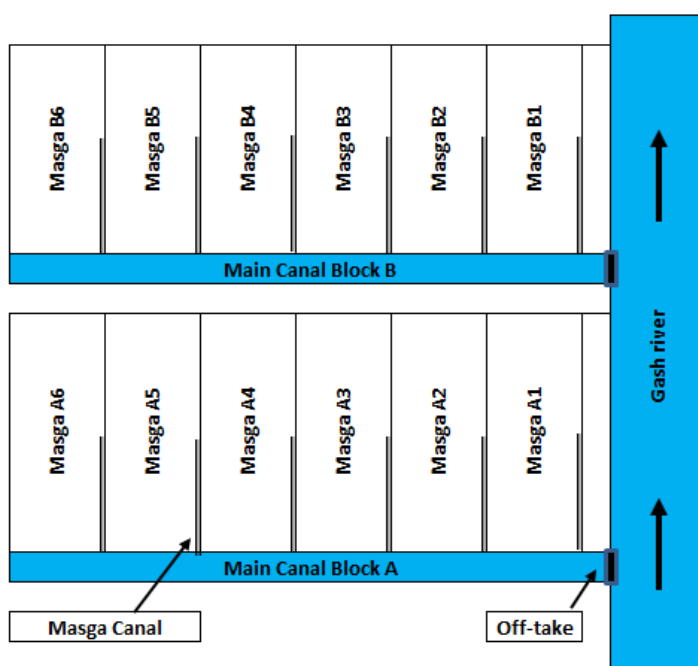 Masga B6
Masga B5
Masga B4
Masga B3
Masga B2
Masga B1
Main Canal Block B
Gash river
Masga A6
Masga A5
Masga A4
Masga A3
Masga A2
Masga A1
Main Canal Block A
Masga Canal
Off-take